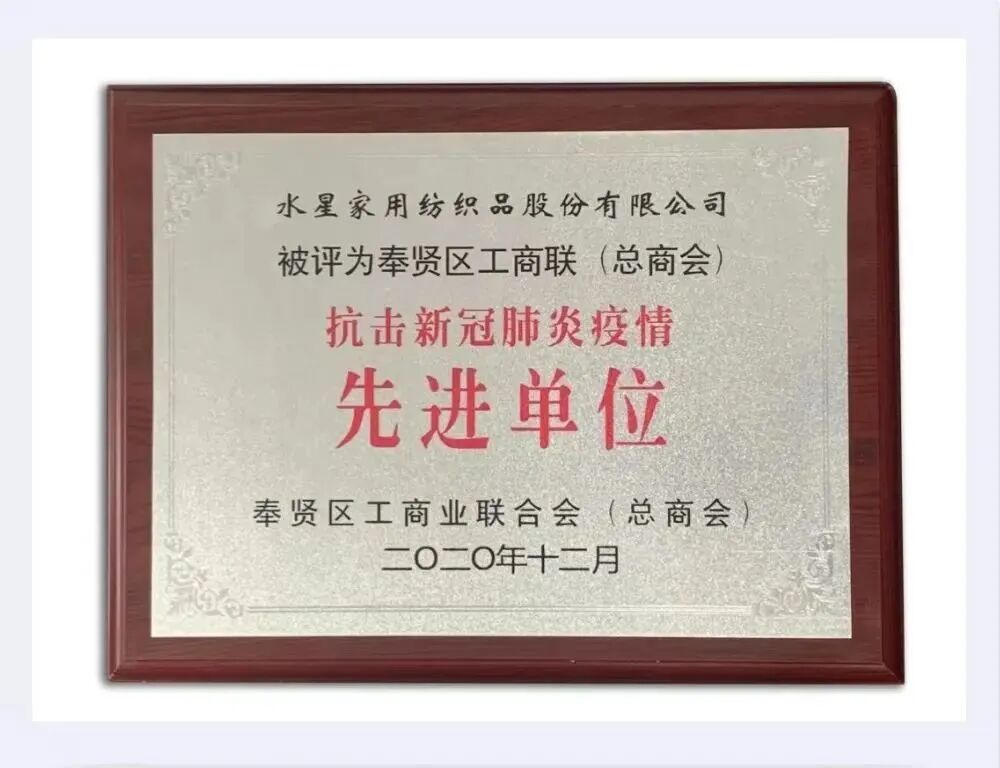 水星家用纺织品股份有限公司
被评为奉贤区工商联（总商会）
抗击新冠肺炎疫情
先进单位
奉贤区工商业联合会（总商会）
二〇二〇年十二月